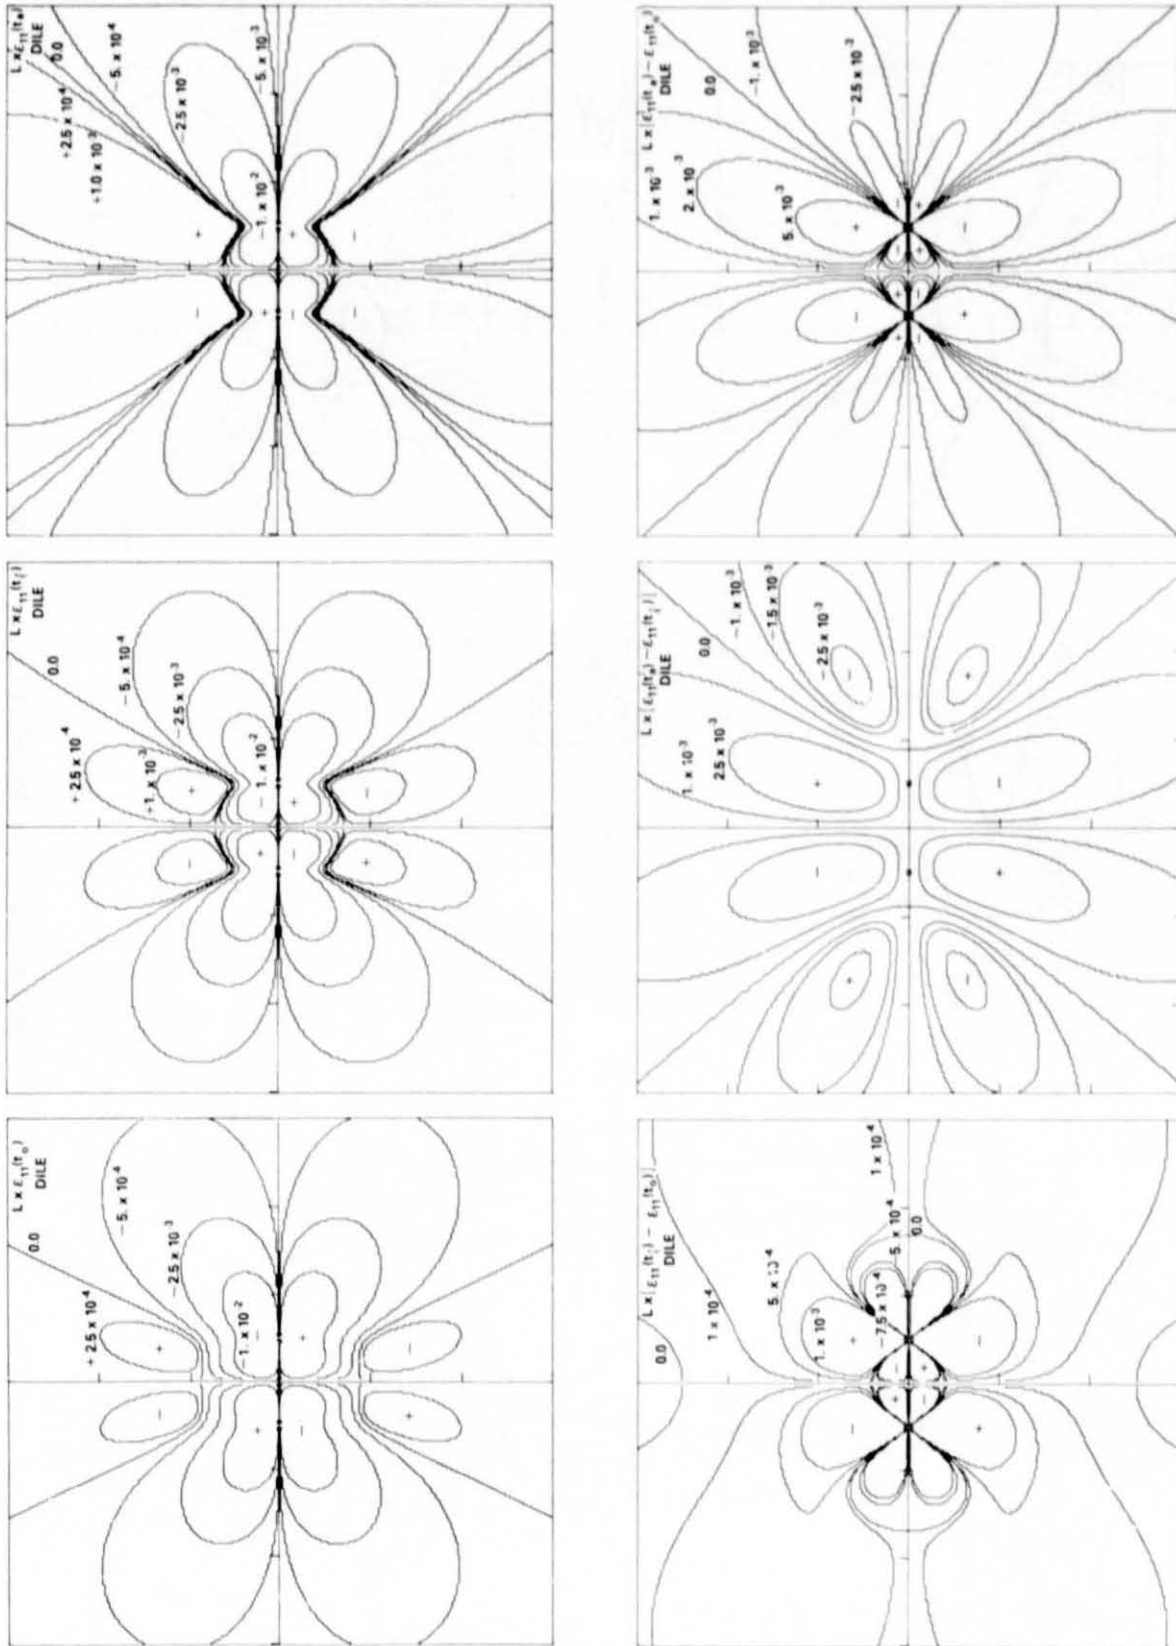 L × ε₁₁(t₀)
DILE
0.0
− 5. × 10⁻⁴
− 2.5 × 10⁻³
+ 2.5 × 10⁻⁴
− 1. × 10⁻²
L × ε₁₁(tᵢ)
DILE
0.0
− 5. × 10⁻⁴
− 2.5 × 10⁻³
+ 2.5 × 10⁻⁴
+ 1. × 10⁻³
− 1. × 10⁻²
DILE
0.0
− 5. × 10⁻⁴
+ 2.5 × 10⁻⁴
+ 1.0 × 10⁻³
2.5 × 10⁻³
− 5. × 10⁻³
− 1. × 10⁻²
L × [ε₁₁(tᵢ) − ε₁₁(t₀)]
DILE
0.0
1 × 10⁻⁴
5. × 10⁻⁴
1. × 10⁻³
− 7.5 × 10⁻⁴
5. × 10⁻⁴
0.0
1 × 10⁻⁴
DILE
0.0
− 1. × 10⁻³
− 1.5 × 10⁻³
− 2.5 × 10⁻³
1. × 10⁻³
2.5 × 10⁻³
DILE
0.0
− 1. × 10⁻³
− 2.5 × 10⁻³
1. × 10⁻³
2. × 10⁻³
5. × 10⁻³